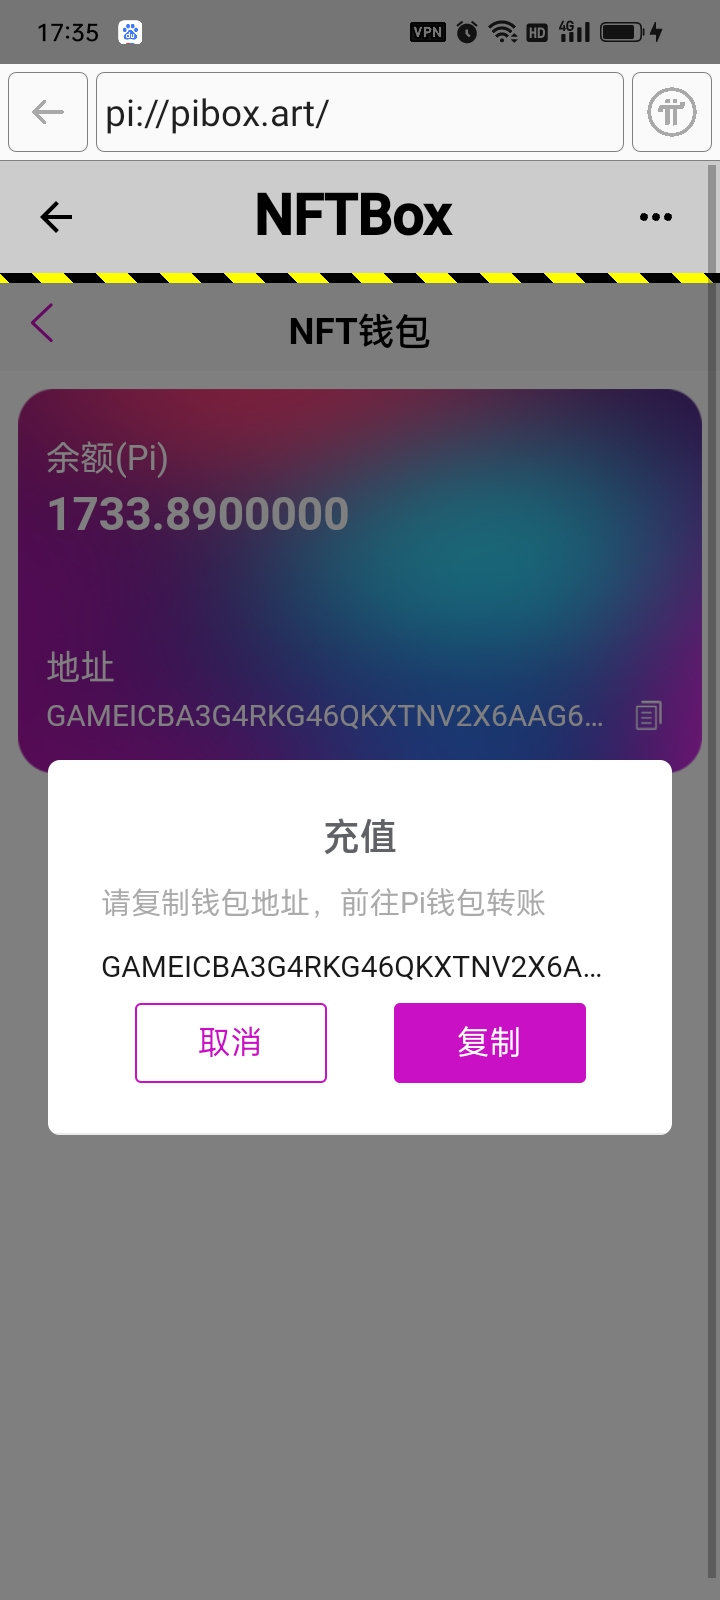 17:35
VPN
HD
4G
pi://pibox.art/
NFTBox
NFT钱包
余额(Pi)
1733.8900000
地址
GAMEICBA3G4RKG46QKXTNV2X6AAG6...
充值
请复制钱包地址，前往Pi钱包转账
GAMEICBA3G4RKG46QKXTNV2X6A...
取消
复制